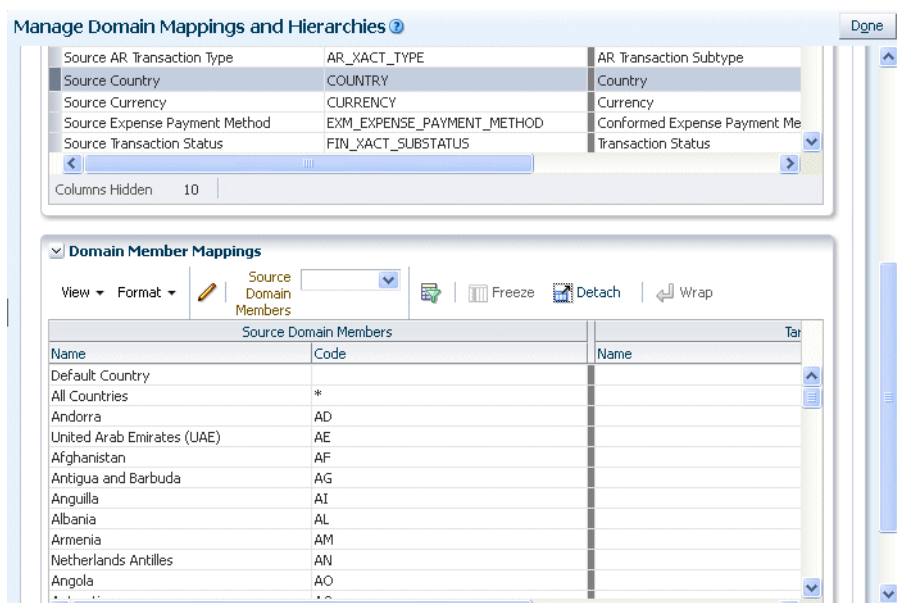 Manage Domain Mappings and Hierarchies
Done
Source AR Transaction Type AR_XACT_TYPE AR Transaction Subtype
Source Country COUNTRY Country
Source Currency CURRENCY Currency
Source Expense Payment Method EXM_EXPENSE_PAYMENT_METHOD Conformed Expense Payment Me
Source Transaction Status FIN_XACT_SUBSTATUS Transaction Status
Columns Hidden 10
Domain Member Mappings
View Format Source Domain Members Freeze Detach Wrap
Source Domain Members Tar
Name Code Name
Default Country
All Countries *
Andorra AD
United Arab Emirates (UAE) AE
Afghanistan AF
Antigua and Barbuda AG
Anguilla AI
Albania AL
Armenia AM
Netherlands Antilles AN
Angola AO